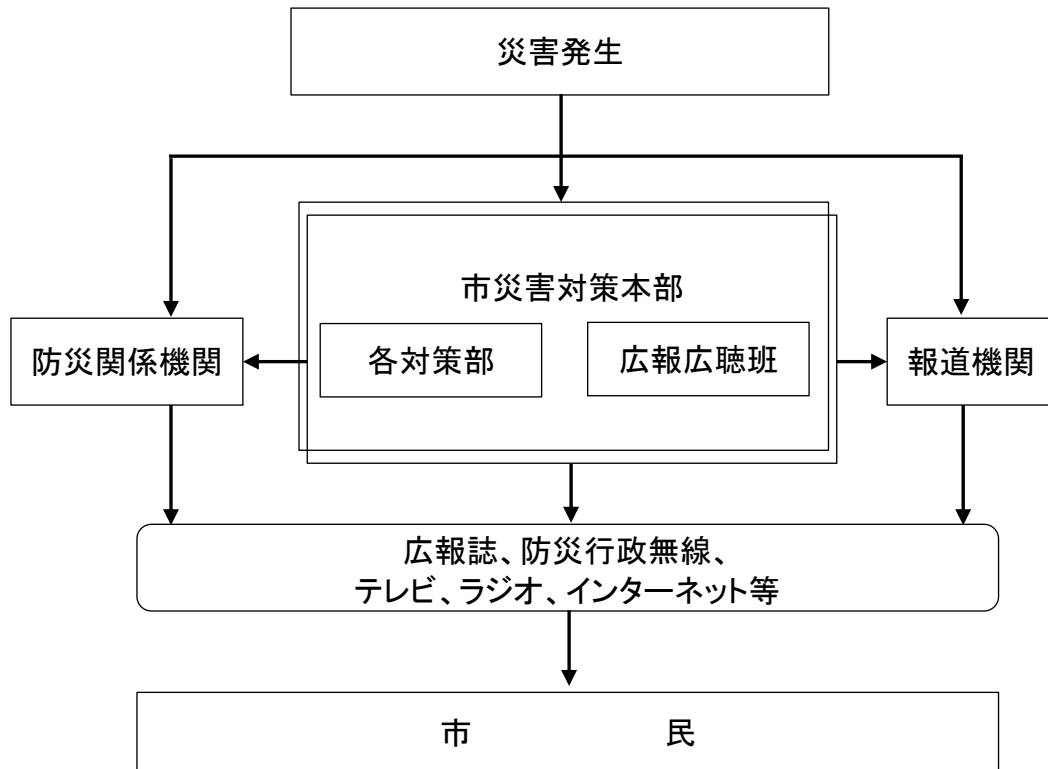 災害発生
市災害対策本部
防災関係機関
各対策部
広報広聴班
報道機関
広報誌、防災行政無線、
テレビ、ラジオ、インターネット等
市　民